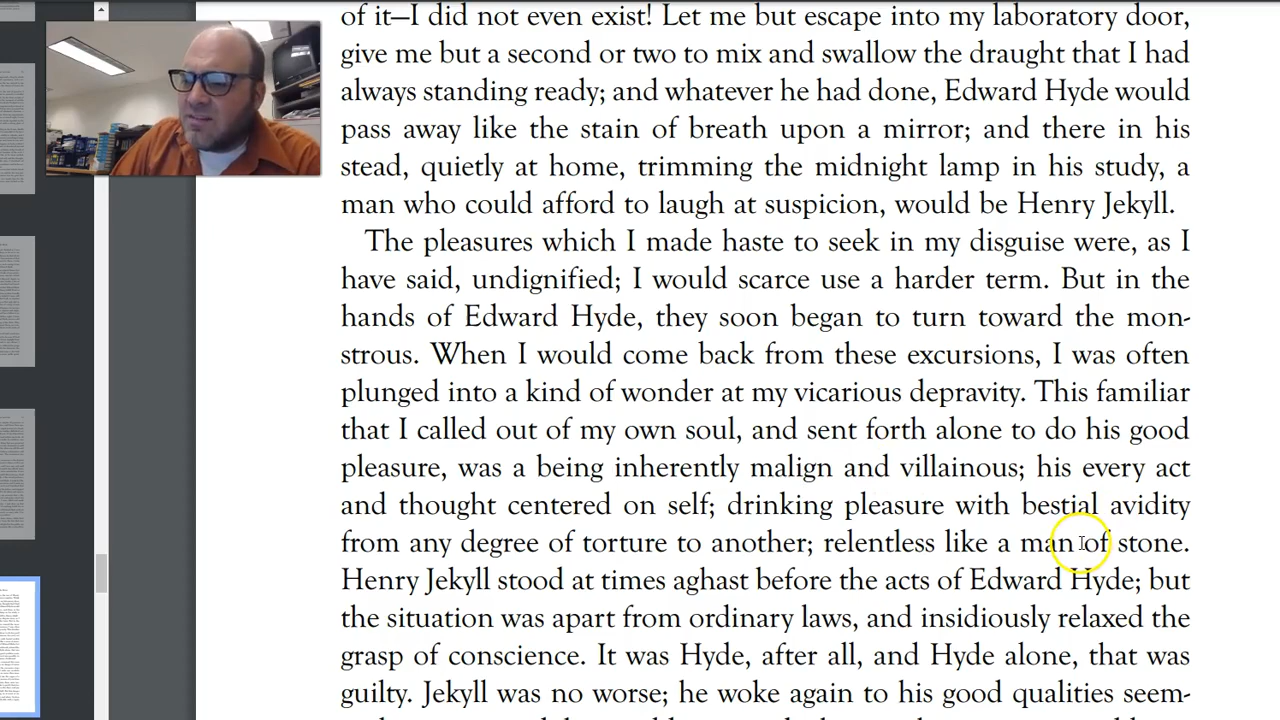 of it—I did not even exist! Let me but escape into my laboratory door,
give me but a second or two to mix and swallow the draught that I had
always standing ready; and whatever he had done, Edward Hyde would
pass away like the stain of breath upon a mirror; and there in his
stead, quietly at home, trimming the midnight lamp in his study, a
man who could afford to laugh at suspicion, would be Henry Jekyll.
The pleasures which I made haste to seek in my disguise were, as I
have said, undignified; I would scarce use a harder term. But in the
hands of Edward Hyde, they soon began to turn toward the mon-
strous. When I would come back from these excursions, I was often
plunged into a kind of wonder at my vicarious depravity. This familiar
that I called out of my own soul, and sent forth alone to do his good
pleasure, was a being inherently malign and villainous; his every act
and thought centered on self; drinking pleasure with bestial avidity
from any degree of torture to another; relentless like a man of stone.
Henry Jekyll stood at times aghast before the acts of Edward Hyde; but
the situation was apart from ordinary laws, and insidiously relaxed the
grasp of conscience. It was Hyde, after all, and Hyde alone, that was
guilty. Jekyll was no worse; he woke again to his good qualities seem-